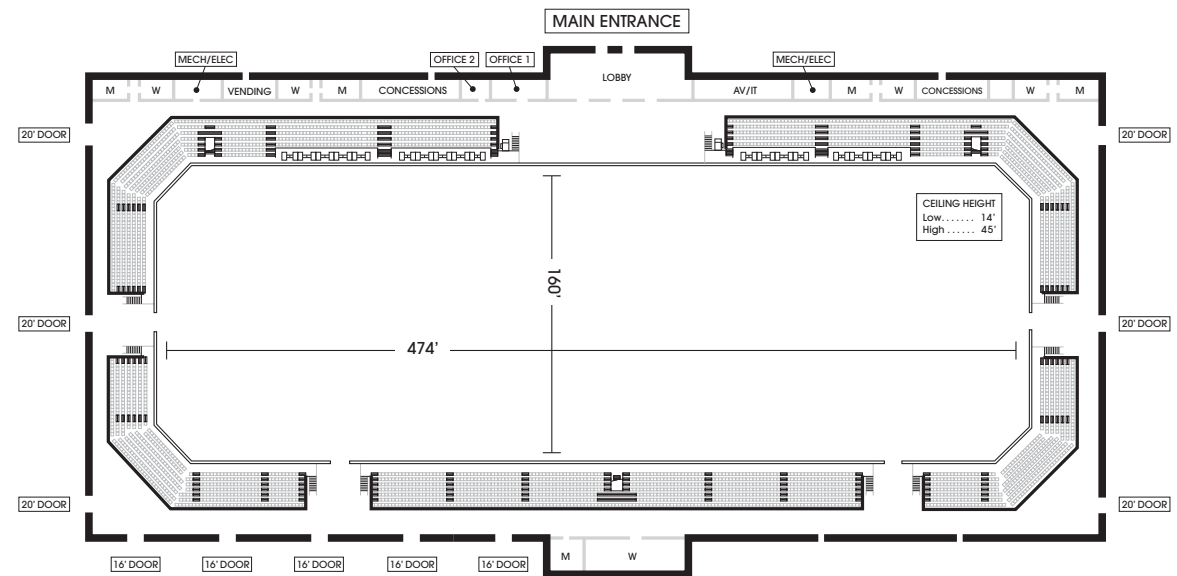 MAIN ENTRANCE
MECH/ELEC
OFFICE 2
OFFICE 1
MECH/ELEC
LOBBY
M
W
VENDING
W
M
CONCESSIONS
AV/IT
M
W
CONCESSIONS
W
M
20' DOOR
20' DOOR
CEILING HEIGHT
Low....... 14'
High ...... 45'
160'
20' DOOR
20' DOOR
474'
20' DOOR
20' DOOR
M
W
16' DOOR
16' DOOR
16' DOOR
16' DOOR
16' DOOR